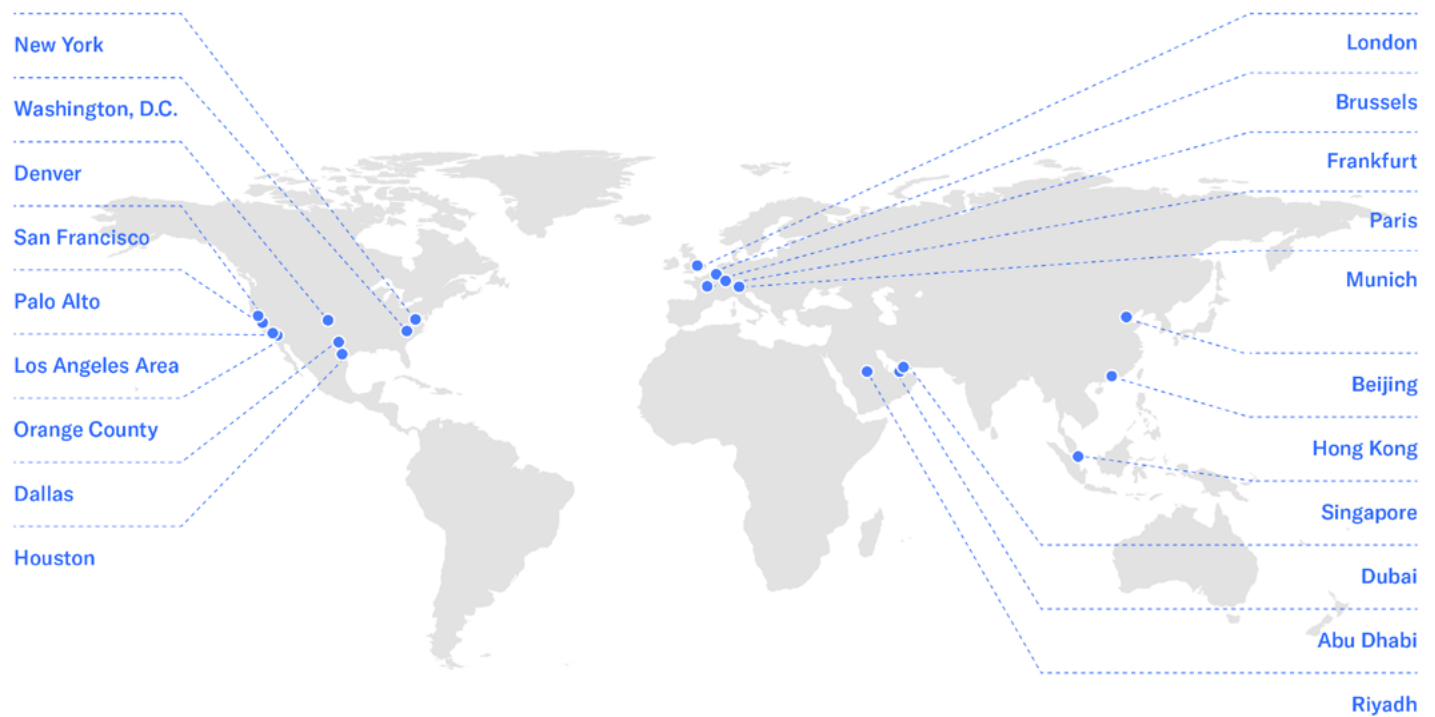 New York
Washington, D.C.
Denver
San Francisco
Palo Alto
Los Angeles Area
Orange County
Dallas
Houston
London
Brussels
Frankfurt
Paris
Munich
Beijing
Hong Kong
Singapore
Dubai
Abu Dhabi
Riyadh